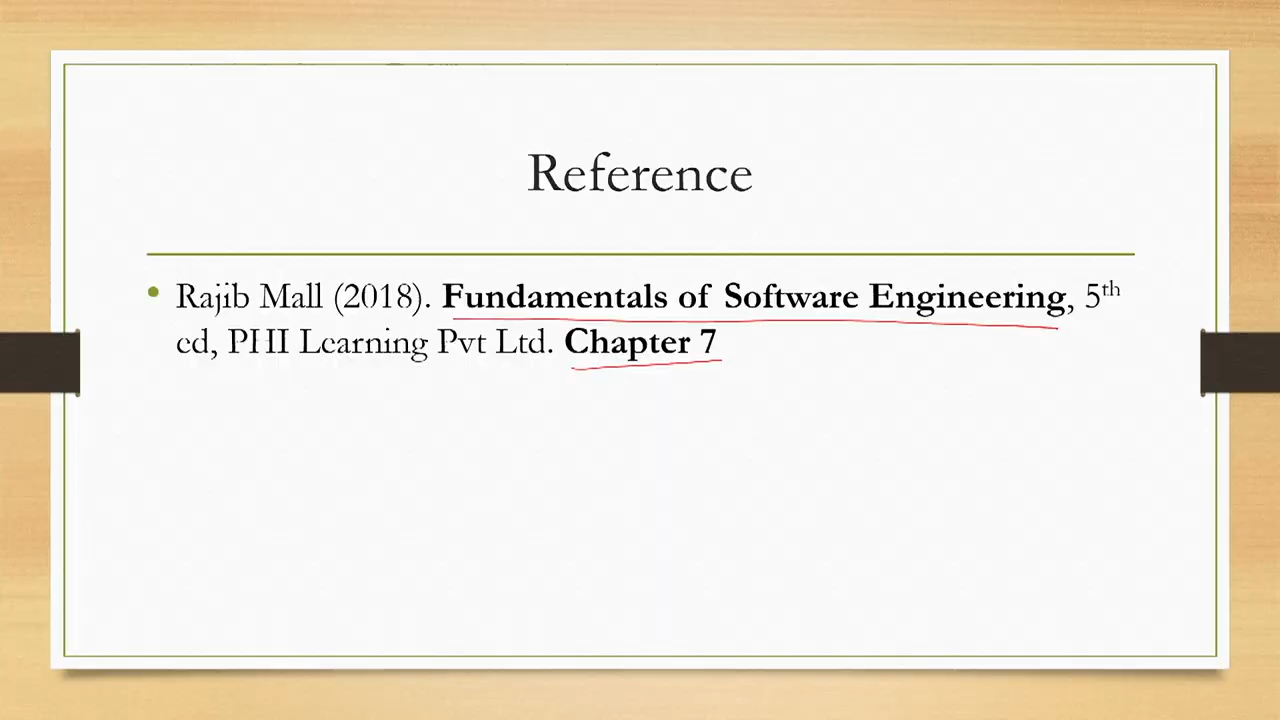 Reference
• Rajib Mall (2018). Fundamentals of Software Engineering, 5th
ed, PHI Learning Pvt Ltd. Chapter 7